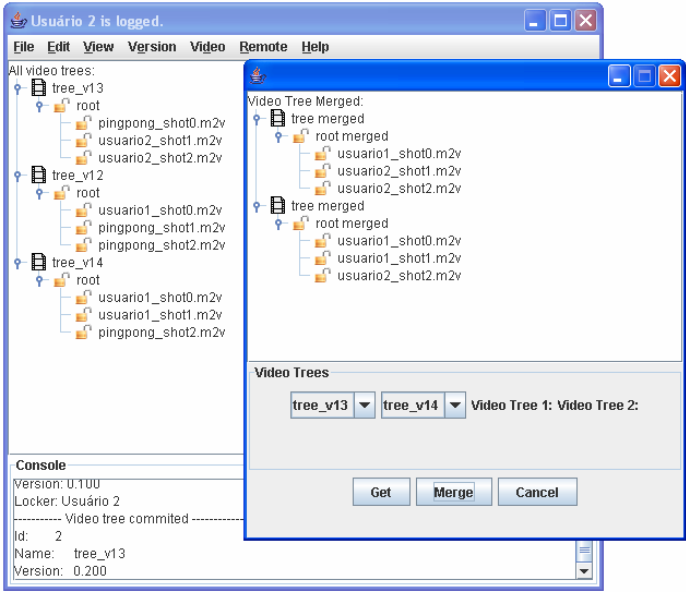 Usuário 2 is logged.
File Edit View Version Video Remote Help
All video trees:
tree_v13
root
pingpong_shot0.m2v
usuario2_shot1.m2v
usuario2_shot2.m2v
tree_v12
root
usuario1_shot0.m2v
pingpong_shot1.m2v
pingpong_shot2.m2v
tree_v14
root
usuario1_shot0.m2v
usuario1_shot1.m2v
pingpong_shot2.m2v
Console
Version: 0.100
Locker: Usuário 2
----------- Video tree commited -----------
Id: 2
Name: tree_v13
Version: 0.200
Video Tree Merged:
tree merged
root merged
usuario1_shot0.m2v
usuario2_shot1.m2v
usuario2_shot2.m2v
tree merged
root merged
usuario1_shot0.m2v
usuario1_shot1.m2v
usuario2_shot2.m2v
Video Trees
tree_v13 tree_v14 Video Tree 1: Video Tree 2:
Get Merge Cancel